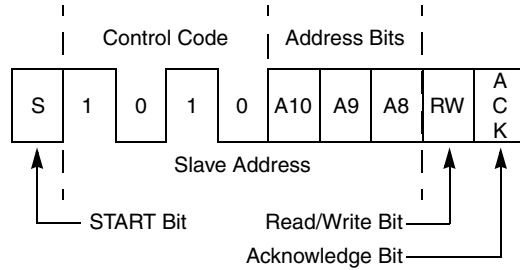 Control Code Address Bits
S 1 0 1 0 A10 A9 A8 RW ACK
Slave Address
START Bit Read/Write Bit
Acknowledge Bit